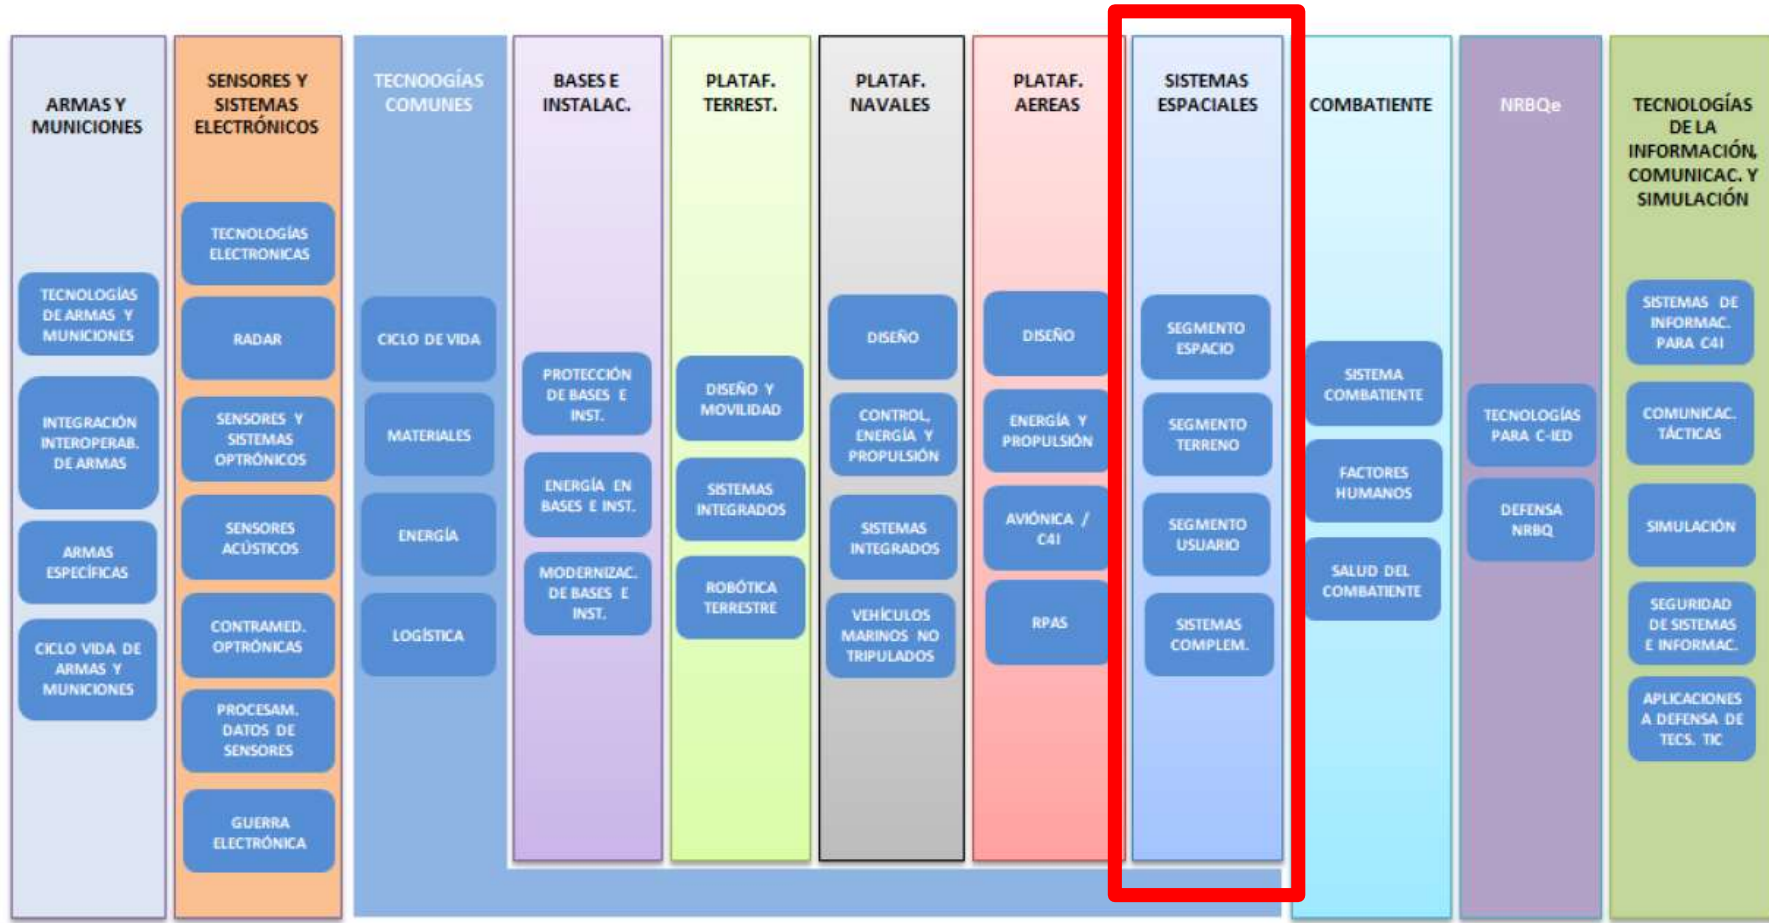 ARMAS Y
MUNICIONES
TECNOLOGÍAS
DE ARMAS Y
MUNICIONES
INTEGRACIÓN
INTEROPERAB.
DE ARMAS
ARMAS
ESPECÍFICAS
CICLO VIDA DE
ARMAS Y
MUNICIONES
SENSORES Y
SISTEMAS
ELECTRÓNICOS
TECNOLOGÍAS
ELECTRONICAS
RADAR
SENSORES Y
SISTEMAS
OPTRÓNICOS
SENSORES
ACÚSTICOS
CONTRAMED.
OPTRÓNICAS
PROCESAM.
DATOS DE
SENSORES
GUERRA
ELECTRÓNICA
TECNOOGÍAS
COMUNES
CICLO DE VIDA
MATERIALES
ENERGÍA
LOGÍSTICA
BASES E
INSTALAC.
PROTECCIÓN
DE BASES E
INST.
ENERGÍA EN
BASES E INST.
MODERNIZAC.
DE BASES E
INST.
PLATAF.
TERREST.
DISEÑO Y
MOVILIDAD
SISTEMAS
INTEGRADOS
ROBÓTICA
TERRESTRE
PLATAF.
NAVALES
DISEÑO
CONTROL,
ENERGÍA Y
PROPULSIÓN
SISTEMAS
INTEGRADOS
VEHÍCULOS
MARINOS NO
TRIPULADOS
PLATAF.
AEREAS
DISEÑO
ENERGÍA Y
PROPULSIÓN
AVIÓNICA /
C4I
RPAS
SISTEMAS
ESPACIALES
SEGMENTO
ESPACIO
SEGMENTO
TERRENO
SEGMENTO
USUARIO
SISTEMAS
COMPLEM.
COMBATIENTE
SISTEMA
COMBATIENTE
FACTORES
HUMANOS
SALUD DEL
COMBATIENTE
NRBQe
TECNOLOGÍAS
PARA C-IED
DEFENSA
NRBQ
TECNOLOGÍAS
DE LA
INFORMACIÓN,
COMUNICAC. Y
SIMULACIÓN
SISTEMAS DE
INFORMAC.
PARA C4I
COMUNICAC.
TÁCTICAS
SIMULACIÓN
SEGURIDAD
DE SISTEMAS
E INFORMAC.
APLICACIONES
A DEFENSA DE
TECS. TIC